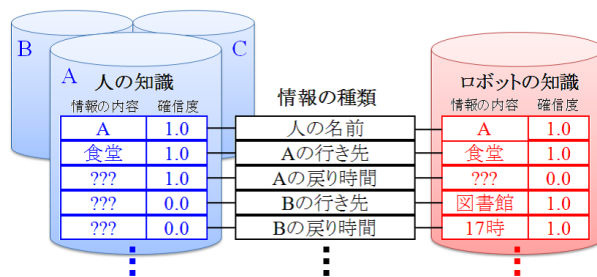 B
C
A
人の知識
情報の内容 確信度
A 1.0
食堂 1.0
??? 1.0
??? 0.0
??? 0.0
情報の種類
人の名前
Aの行き先
Aの戻り時間
Bの行き先
Bの戻り時間
ロボットの知識
情報の内容 確信度
A 1.0
食堂 1.0
??? 0.0
図書館 1.0
17時 1.0